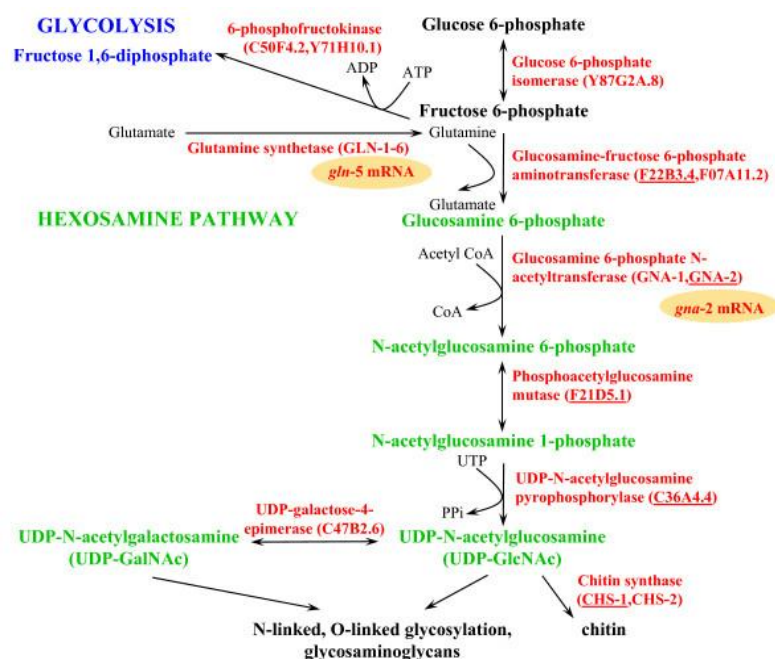 GLYCOLYSIS
Fructose 1,6-diphosphate
6-phosphofructokinase
(C50F4.2,Y71H10.1)
ADP
ATP
Glucose 6-phosphate
Glucose 6-phosphate
isomerase (Y87G2A.8)
Fructose 6-phosphate
Glutamate
Glutamine
Glutamine synthetase (GLN-1-6)
gln-5 mRNA
Glucosamine-fructose 6-phosphate
aminotransferase (F22B3.4,F07A11.2)
Glutamate
HEXOSAMINE PATHWAY
Glucosamine 6-phosphate
Acetyl CoA
Glucosamine 6-phosphate N-
acetyltransferase (GNA-1,GNA-2)
CoA
gna-2 mRNA
N-acetylglucosamine 6-phosphate
Phosphoacetylglucosamine
mutase (F21D5.1)
N-acetylglucosamine 1-phosphate
UTP
UDP-N-acetylglucosamine
pyrophosphorylase (C36A4.4)
PPi
UDP-galactose-4-
epimerase (C47B2.6)
UDP-N-acetylgalactosamine
(UDP-GalNAc)
UDP-N-acetylglucosamine
(UDP-GlcNAc)
Chitin synthase
(CHS-1,CHS-2)
N-linked, O-linked glycosylation,
glycosaminoglycans
chitin